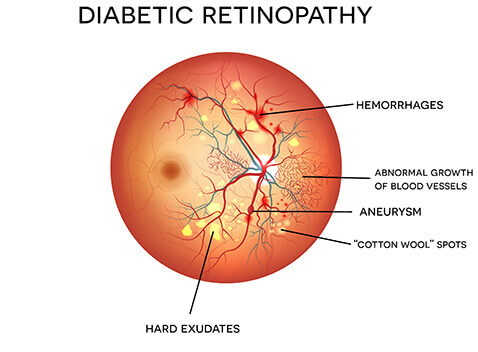 DIABETIC RETINOPATHY
HEMORRHAGES
ABNORMAL GROWTH
OF BLOOD VESSELS
ANEURYSM
"COTTON WOOL" SPOTS
HARD EXUDATES